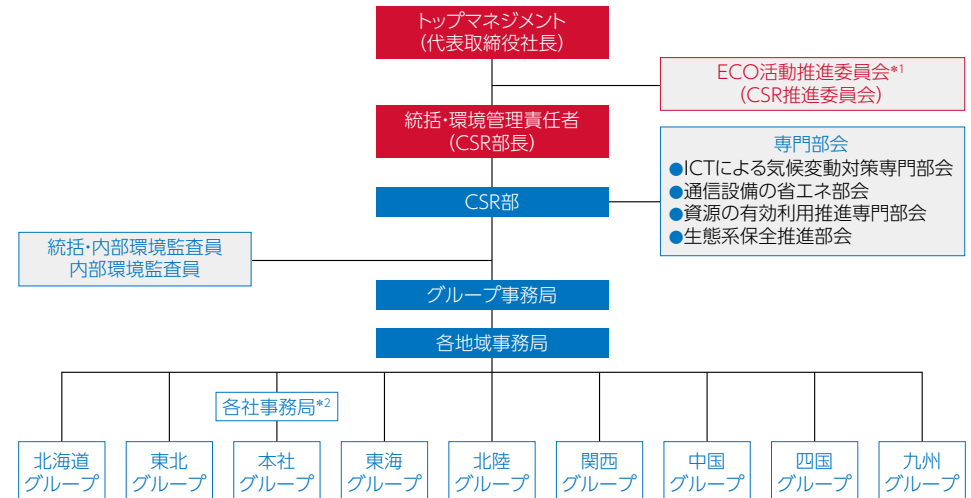 トップマネジメント
(代表取締役社長)
ECO活動推進委員会*1
(CSR推進委員会)
統括・環境管理責任者
(CSR部長)
専門部会
●ICTによる気候変動対策専門部会
●通信設備の省エネ部会
●資源の有効利用推進専門部会
●生態系保全推進部会
CSR部
統括・内部環境監査員
内部環境監査員
グループ事務局
各地域事務局
各社事務局*2
北海道
グループ
東北
グループ
本社
グループ
東海
グループ
北陸
グループ
関西
グループ
中国
グループ
四国
グループ
九州
グループ